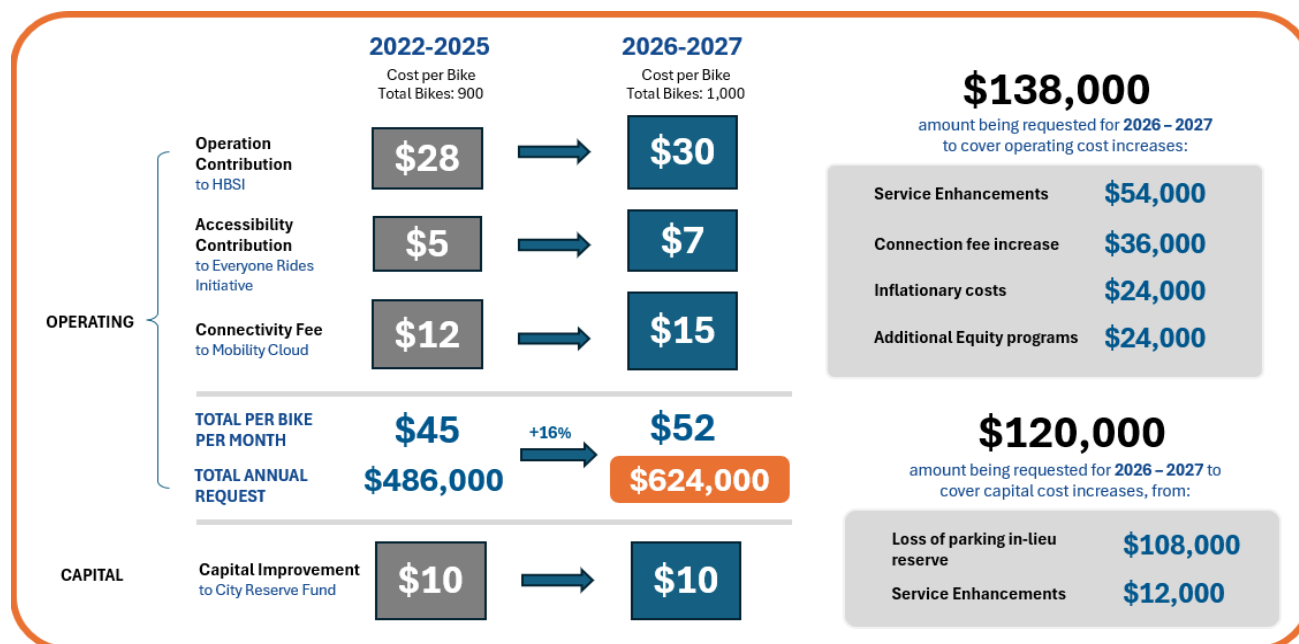 2022-2025
Cost per Bike
Total Bikes: 900
2026-2027
Cost per Bike
Total Bikes: 1,000
OPERATING
Operation
Contribution
to HBSI
$28
$30
Accessibility
Contribution
to Everyone Rides
Initiative
$5
$7
Connectivity Fee
to Mobility Cloud
$12
$15
TOTAL PER BIKE
PER MONTH
$45
+16%
$52
TOTAL ANNUAL
REQUEST
$486,000
$624,000
CAPITAL
Capital Improvement
to City Reserve Fund
$10
$10
$138,000
amount being requested for 2026 – 2027
to cover operating cost increases:
Service Enhancements $54,000
Connection fee increase $36,000
Inflationary costs $24,000
Additional Equity programs $24,000
$120,000
amount being requested for 2026 – 2027 to
cover capital cost increases, from:
Loss of parking in-lieu
reserve
$108,000
Service Enhancements $12,000